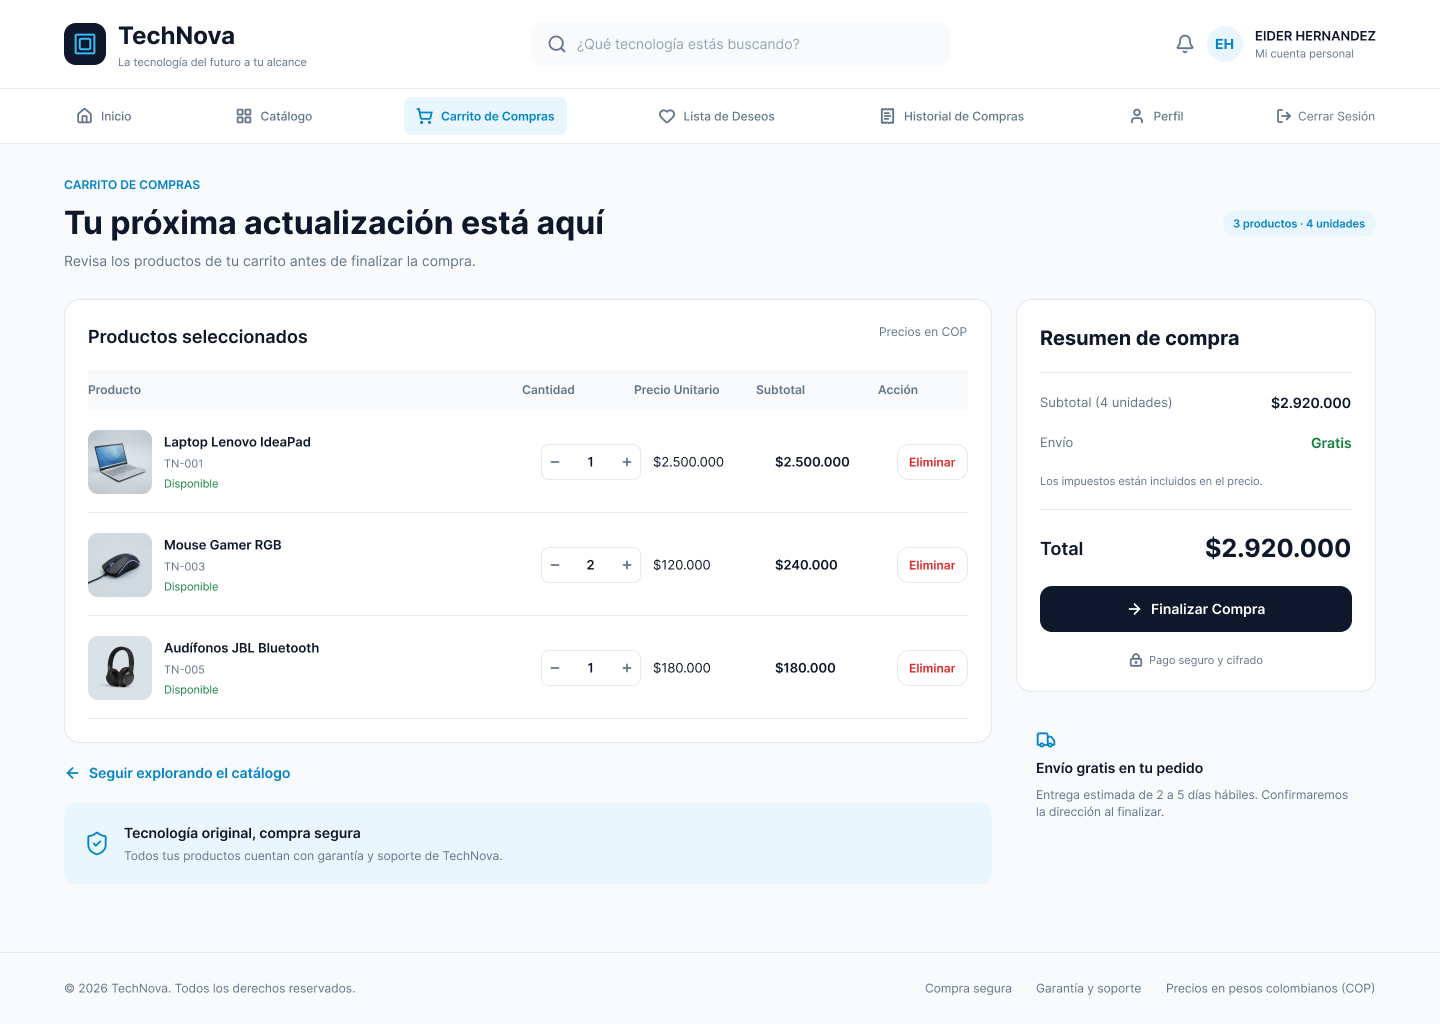 TechNova
La tecnología del futuro a tu alcance
¿Qué tecnología estás buscando?
EH
EIDER HERNANDEZ
Mi cuenta personal
Inicio
Catálogo
Carrito de Compras
Lista de Deseos
Historial de Compras
Perfil
Cerrar Sesión
CARRITO DE COMPRAS
Tu próxima actualización está aquí
3 productos · 4 unidades
Revisa los productos de tu carrito antes de finalizar la compra.
Productos seleccionados
Precios en COP
Producto Cantidad Precio Unitario Subtotal Acción
Laptop Lenovo IdeaPad
TN-001
Disponible
− 1 + $2.500.000 $2.500.000 Eliminar
Mouse Gamer RGB
TN-003
Disponible
− 2 + $120.000 $240.000 Eliminar
Audífonos JBL Bluetooth
TN-005
Disponible
− 1 + $180.000 $180.000 Eliminar
Seguir explorando el catálogo
Tecnología original, compra segura
Todos tus productos cuentan con garantía y soporte de TechNova.
Resumen de compra
Subtotal (4 unidades) $2.920.000
Envío Gratis
Los impuestos están incluidos en el precio.
Total $2.920.000
Finalizar Compra
Pago seguro y cifrado
Envío gratis en tu pedido
Entrega estimada de 2 a 5 días hábiles. Confirmaremos
la dirección al finalizar.
© 2026 TechNova. Todos los derechos reservados.
Compra segura
Garantía y soporte
Precios en pesos colombianos (COP)